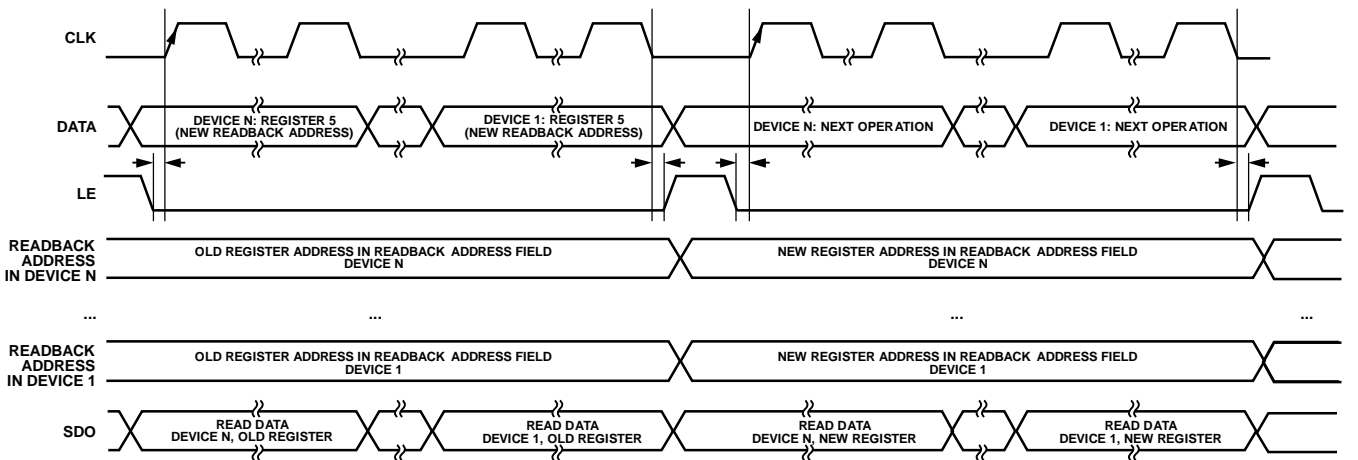 CLK
DATA
DEVICE N: REGISTER 5
(NEW READBACK ADDRESS)
DEVICE 1: REGISTER 5
(NEW READBACK ADDRESS)
DEVICE N: NEXT OPERATION
DEVICE 1: NEXT OPERATION
LE
READBACK
ADDRESS
IN DEVICE N
OLD REGISTER ADDRESS IN READBACK ADDRESS FIELD
DEVICE N
NEW REGISTER ADDRESS IN READBACK ADDRESS FIELD
DEVICE N
...
...
...
...
READBACK
ADDRESS
IN DEVICE 1
OLD REGISTER ADDRESS IN READBACK ADDRESS FIELD
DEVICE 1
NEW REGISTER ADDRESS IN READBACK ADDRESS FIELD
DEVICE 1
SDO
READ DATA
DEVICE N, OLD REGISTER
READ DATA
DEVICE 1, OLD REGISTER
READ DATA
DEVICE N, NEW REGISTER
READ DATA
DEVICE 1, NEW REGISTER